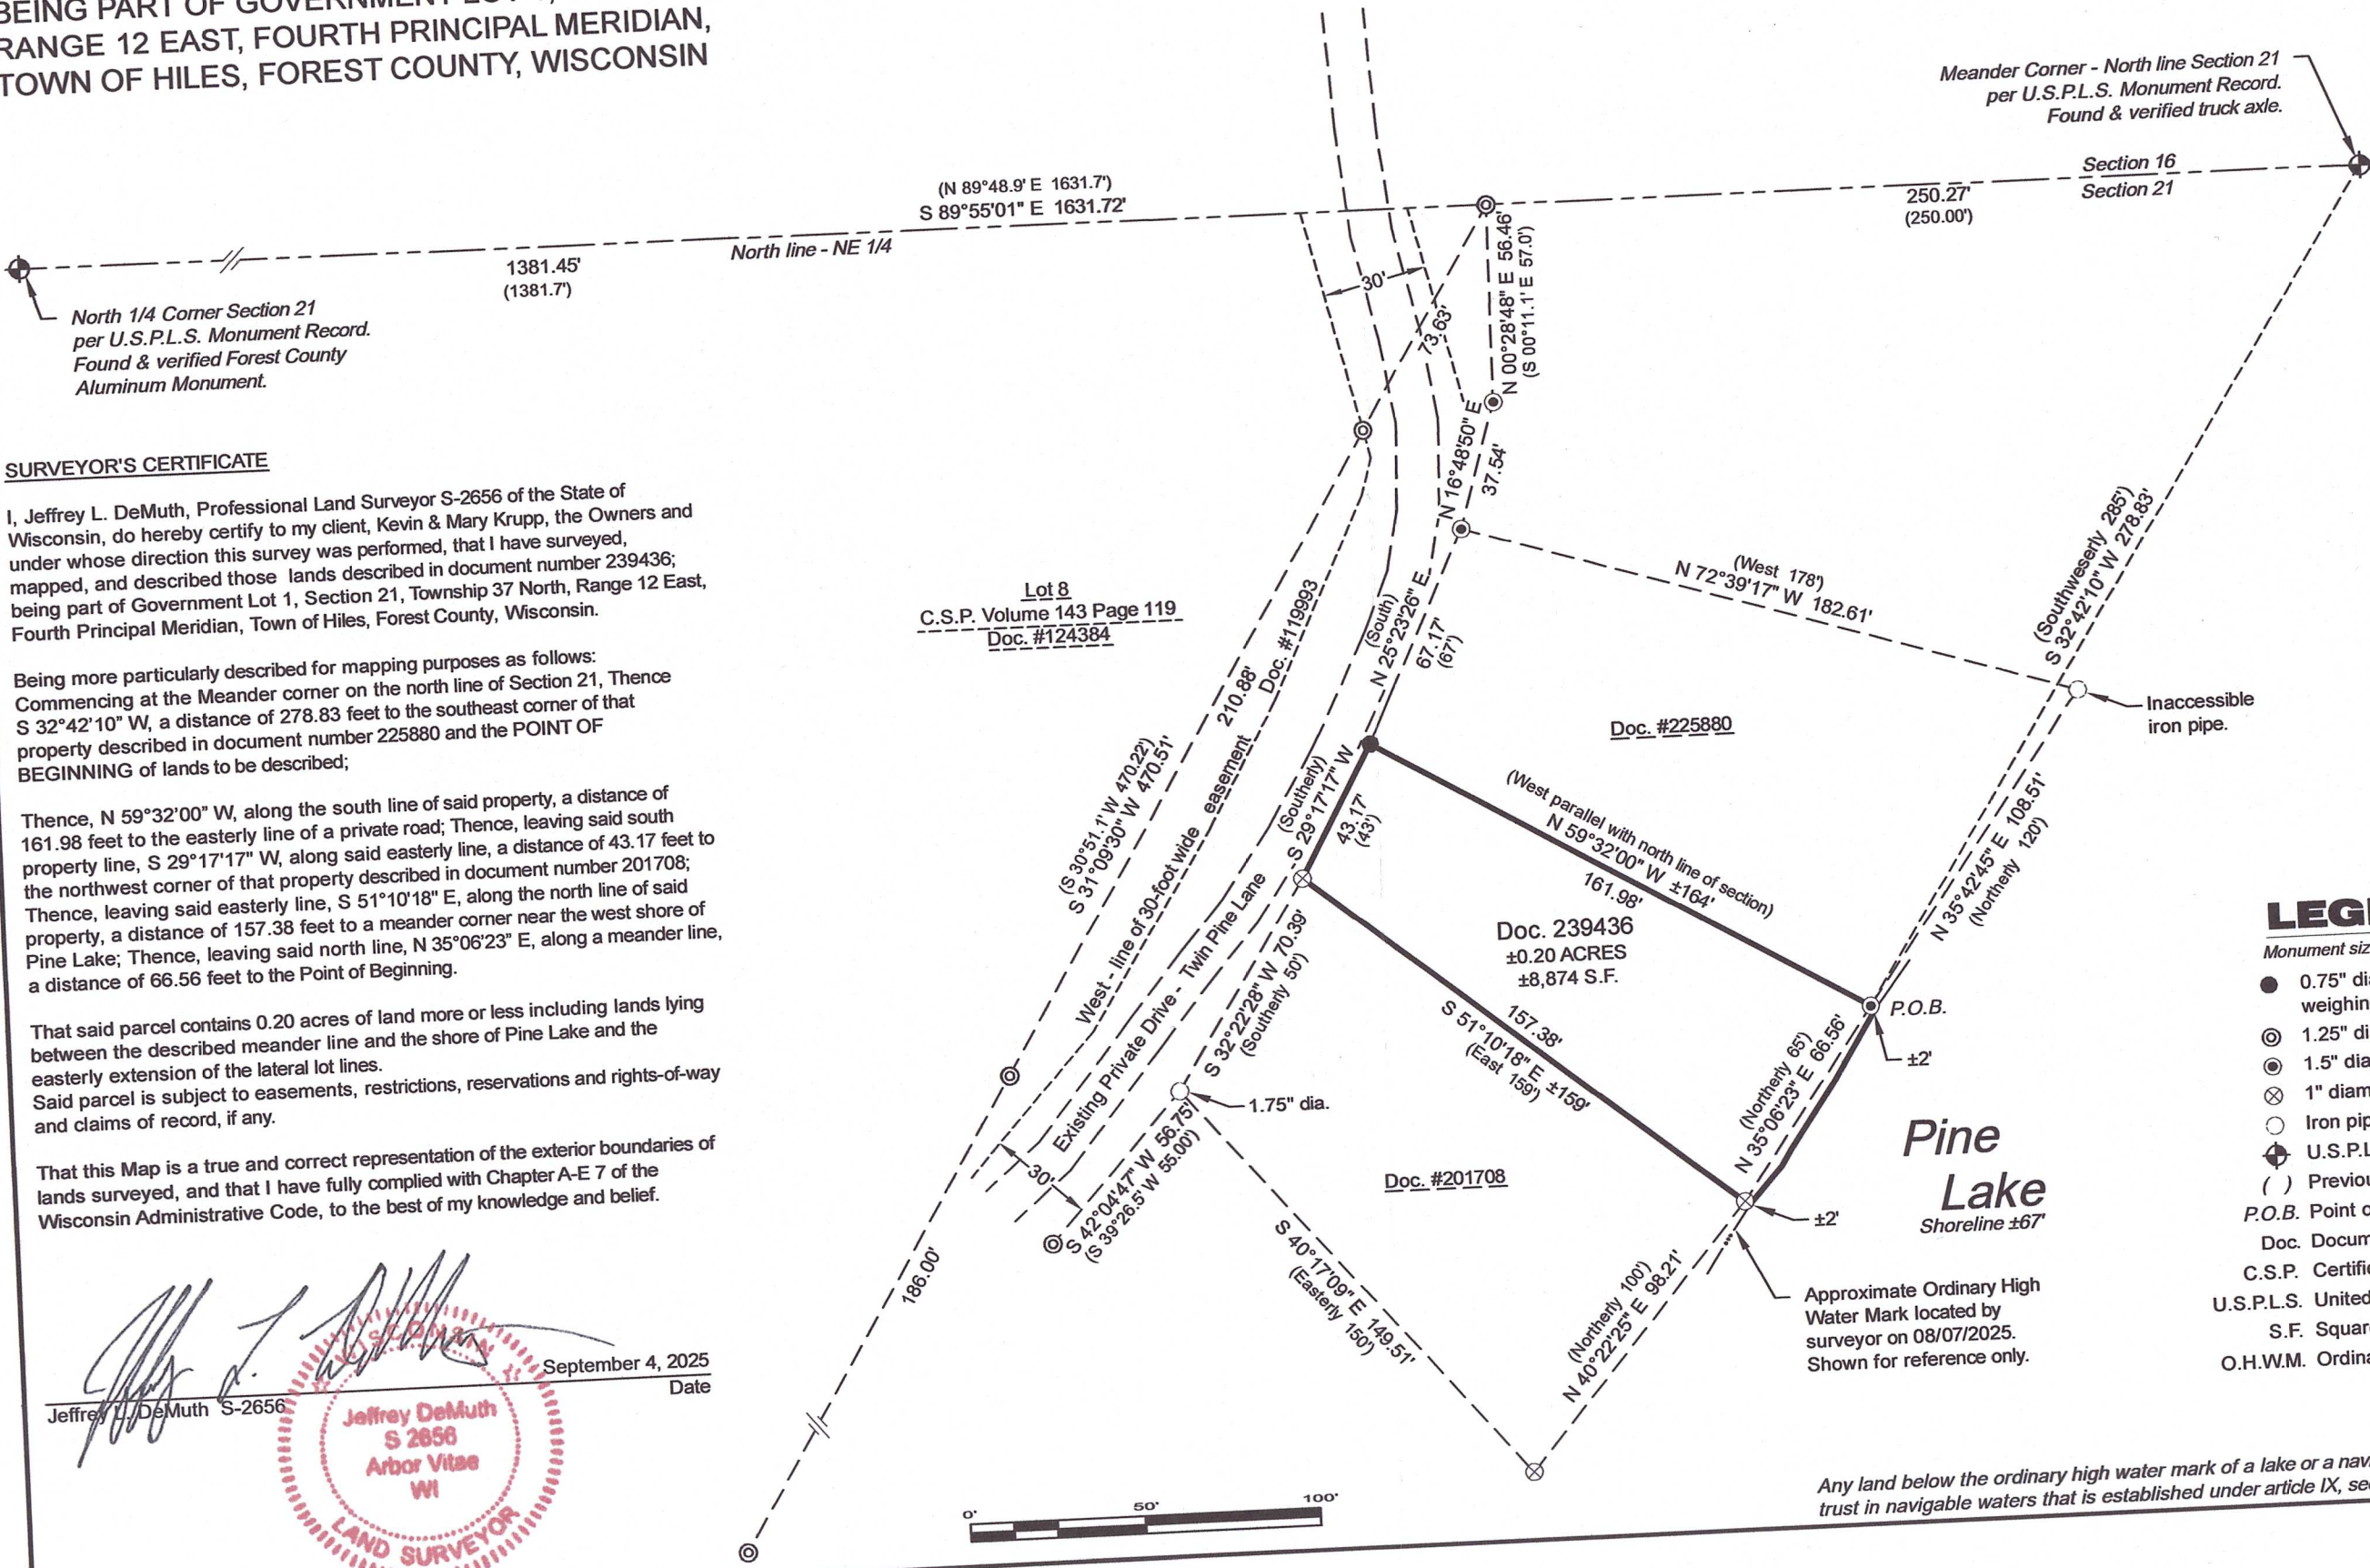 BEING PART OF GOVERNMENT LOT
RANGE 12 EAST, FOURTH PRINCIPAL MERIDIAN,
TOWN OF HILES, FOREST COUNTY, WISCONSIN
Meander Corner - North line Section 21
per U.S.P.L.S. Monument Record.
Found & verified truck axle.
(N 89°48.9' E 1631.7')
S 89°55'01" E 1631.72'
North line - NE 1/4
1381.45'
(1381.7')
250.27'
(250.00')
Section 16
Section 21
North 1/4 Corner Section 21
per U.S.P.L.S. Monument Record.
Found & verified Forest County
Aluminum Monument.
30'
73.63'
N 00°28'48" E 56.46'
(S 00°11.1' E 57.0')
N 16°48'50" E
37.54'
SURVEYOR'S CERTIFICATE
I, Jeffrey L. DeMuth, Professional Land Surveyor S-2656 of the State of
Wisconsin, do hereby certify to my client, Kevin & Mary Krupp, the Owners and
under whose direction this survey was performed, that I have surveyed,
mapped, and described those lands described in document number 239436;
being part of Government Lot 1, Section 21, Township 37 North, Range 12 East,
Fourth Principal Meridian, Town of Hiles, Forest County, Wisconsin.
Being more particularly described for mapping purposes as follows:
Commencing at the Meander corner on the north line of Section 21, Thence
S 32°42'10" W, a distance of 278.83 feet to the southeast corner of that
property described in document number 225880 and the POINT OF
BEGINNING of lands to be described;
Thence, N 59°32'00" W, along the south line of said property, a distance of
161.98 feet to the easterly line of a private road; Thence, leaving said south
property line, S 29°17'17" W, along said easterly line, a distance of 43.17 feet to
the northwest corner of that property described in document number 201708;
Thence, leaving said easterly line, S 51°10'18" E, along the north line of said
property, a distance of 157.38 feet to a meander corner near the west shore of
Pine Lake; Thence, leaving said north line, N 35°06'23" E, along a meander line,
a distance of 66.56 feet to the Point of Beginning.
That said parcel contains 0.20 acres of land more or less including lands lying
between the described meander line and the shore of Pine Lake and the
easterly extension of the lateral lot lines.
Said parcel is subject to easements, restrictions, reservations and rights-of-way
and claims of record, if any.
That this Map is a true and correct representation of the exterior boundaries of
lands surveyed, and that I have fully complied with Chapter A-E 7 of the
Wisconsin Administrative Code, to the best of my knowledge and belief.
September 4, 2025
Date
Jeffrey L. DeMuth S-2656
WISCONSIN
Jeffrey DeMuth
S 2656
Arbor Vitae
WI
LAND SURVEYOR
Lot 8
C.S.P. Volume 143 Page 119
Doc. #124384
(S 30°51.1' W 470.22')
S 31°09'30" W 470.51'
210.88'
186.00'
West - line of 30-foot wide easement Doc. #119993
Existing Private Drive - Twin Pine Lane
30'
(South)
N 25°23'26" E
67.17'
(67')
(Southerly)
S 29°17'17" W
43.17'
(43')
(West 178')
N 72°39'17" W 182.61'
(Southweserly 285')
S 32°42'10" W 278.83'
Inaccessible
iron pipe.
Doc. #225880
(West parallel with north line of section)
N 59°32'00" W ±164'
161.98'
N 35°42'45" E 108.51'
(Northerly 120')
Doc. 239436
±0.20 ACRES
±8,874 S.F.
157.38'
S 51°10'18" E ±159'
(East 159')
S 32°22'28" W 70.39'
(Southerly 50')
1.75" dia.
S 42°04'47" W 56.75'
(S 39°26.5' W 55.00')
P.O.B.
±2'
(Northerly 65')
N 35°06'23" E 66.56'
±2'
Pine
Lake
Shoreline ±67'
Doc. #201708
S 40°17'09" E 149.51'
(Easterly 150')
(Northerly 100')
N 40°22'25" E 98.21'
Approximate Ordinary High
Water Mark located by
surveyor on 08/07/2025.
Shown for reference only.
LEG
Monument siz
0.75" di
weighin
1.25" di
1.5" dia
1" diam
Iron pip
U.S.P.L
( ) Previou
P.O.B. Point o
Doc. Docum
C.S.P. Certifi
U.S.P.L.S. United
S.F. Squar
O.H.W.M. Ordin
0' 50' 100'
Any land below the ordinary high water mark of a lake or a nav
trust in navigable waters that is established under article IX, se